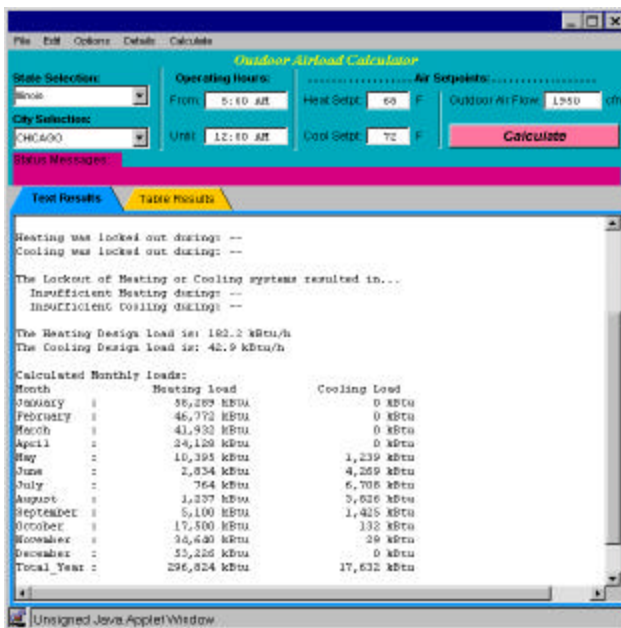 File Edit Options Details Calculate
Outdoor Airload Calculator
State Selection: Operating Hours: Air Setpoints:
Illinois From: AM Heat Setpt: 68 F Outdoor Air Flow: 1950 cfm
City Selection:
CHICAGO Until: 12:00 AM Cool Setpt: 72 F Calculate
Status Messages:
Text Results Table Results
Heating was locked out during: --
Cooling was locked out during: --
The Lockout of Heating or Cooling systems resulted in...
Insufficient Heating during: --
Insufficient Cooling during: --
The Heating Design Load is: 182.2 kBtu/h
The Cooling Design Load is: 42.9 kBtu/h
Calculated Monthly loads:
Month Heating Load Cooling Load
January : 58,289 kBtu 0 kBtu
February : 46,772 kBtu 0 kBtu
March : 41,932 kBtu 0 kBtu
April : 24,128 kBtu 0 kBtu
May : 10,395 kBtu 1,239 kBtu
June : 2,834 kBtu 4,269 kBtu
July : 764 kBtu 6,708 kBtu
August : 1,237 kBtu 3,826 kBtu
September : 5,100 kBtu 1,425 kBtu
October : 17,500 kBtu 132 kBtu
November : 34,640 kBtu 29 kBtu
December : 53,226 kBtu 0 kBtu
Total_Year : 296,824 kBtu 17,632 kBtu
Unsigned Java Applet Window